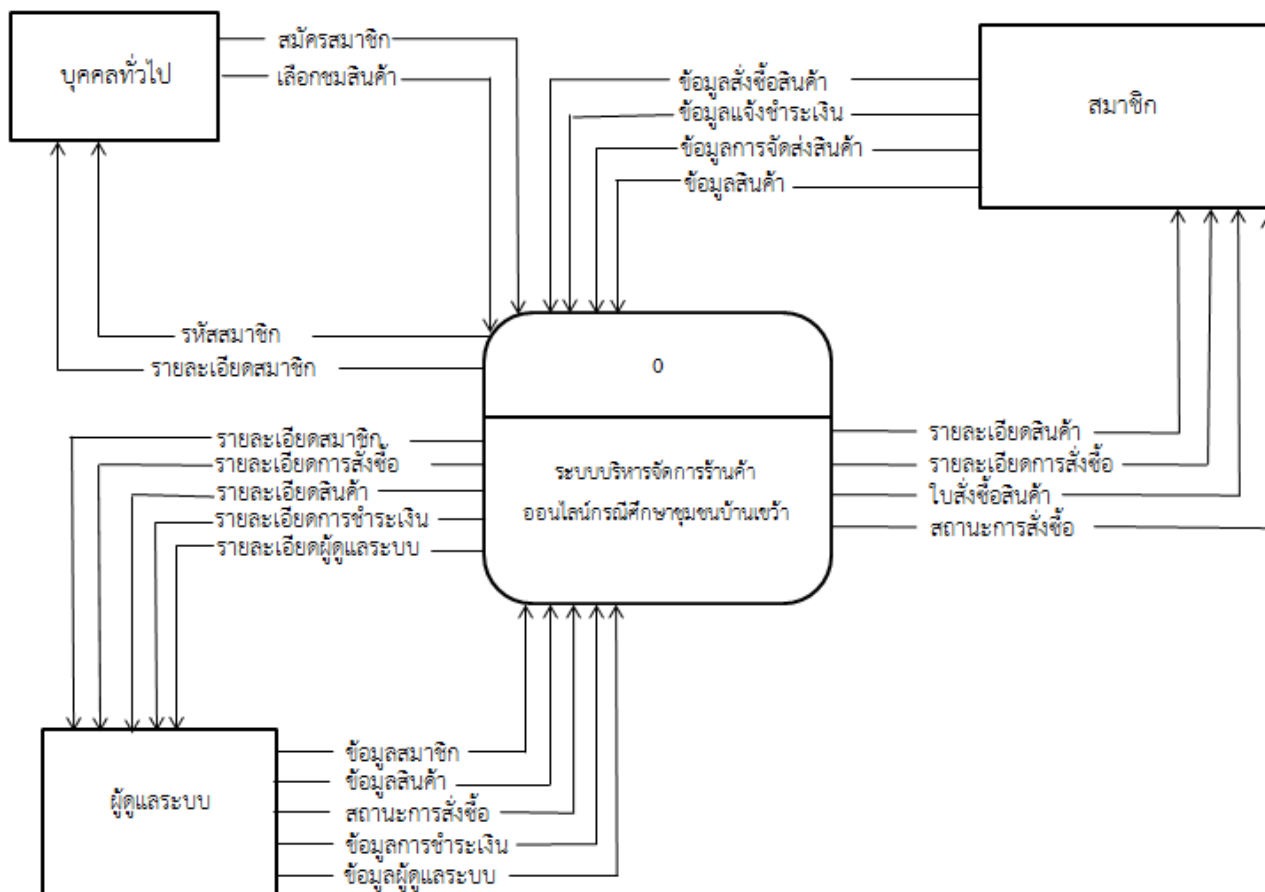 บุคคลทั่วไป
สมัครสมาชิก
เลือกชมสินค้า
ข้อมูลสั่งซื้อสินค้า
ข้อมูลแจ้งชำระเงิน
ข้อมูลการจัดส่งสินค้า
ข้อมูลสินค้า
สมาชิก
รหัสสมาชิก
รายละเอียดสมาชิก
0
ระบบบริหารจัดการร้านค้า
ออนไลน์กรณีศึกษาชุมชนบ้านเขว้า
รายละเอียดสมาชิก
รายละเอียดการสั่งซื้อ
รายละเอียดสินค้า
รายละเอียดการชำระเงิน
รายละเอียดผู้ดูแลระบบ
รายละเอียดสินค้า
รายละเอียดการสั่งซื้อ
ใบสั่งซื้อสินค้า
สถานะการสั่งซื้อ
ผู้ดูแลระบบ
ข้อมูลสมาชิก
ข้อมูลสินค้า
สถานะการสั่งซื้อ
ข้อมูลการชำระเงิน
ข้อมูลผู้ดูแลระบบ